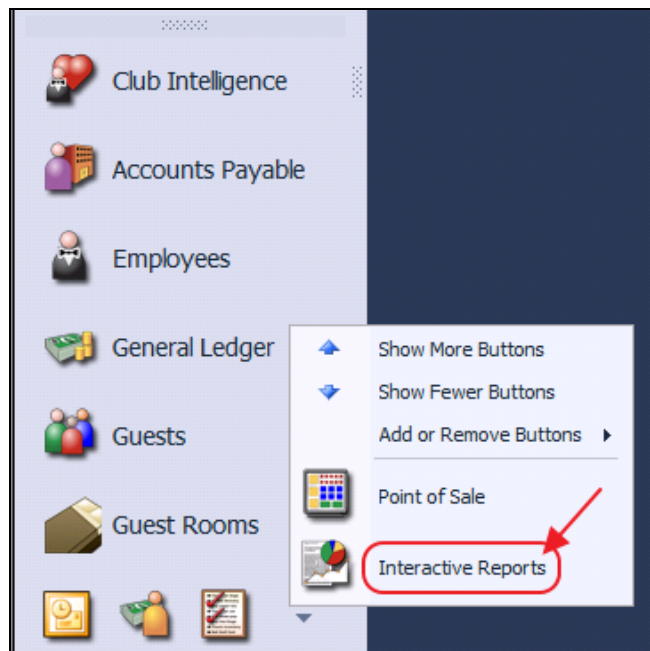 Club Intelligence
Accounts Payable
Employees
General Ledger
Guests
Guest Rooms
Show More Buttons
Show Fewer Buttons
Add or Remove Buttons
Point of Sale
Interactive Reports